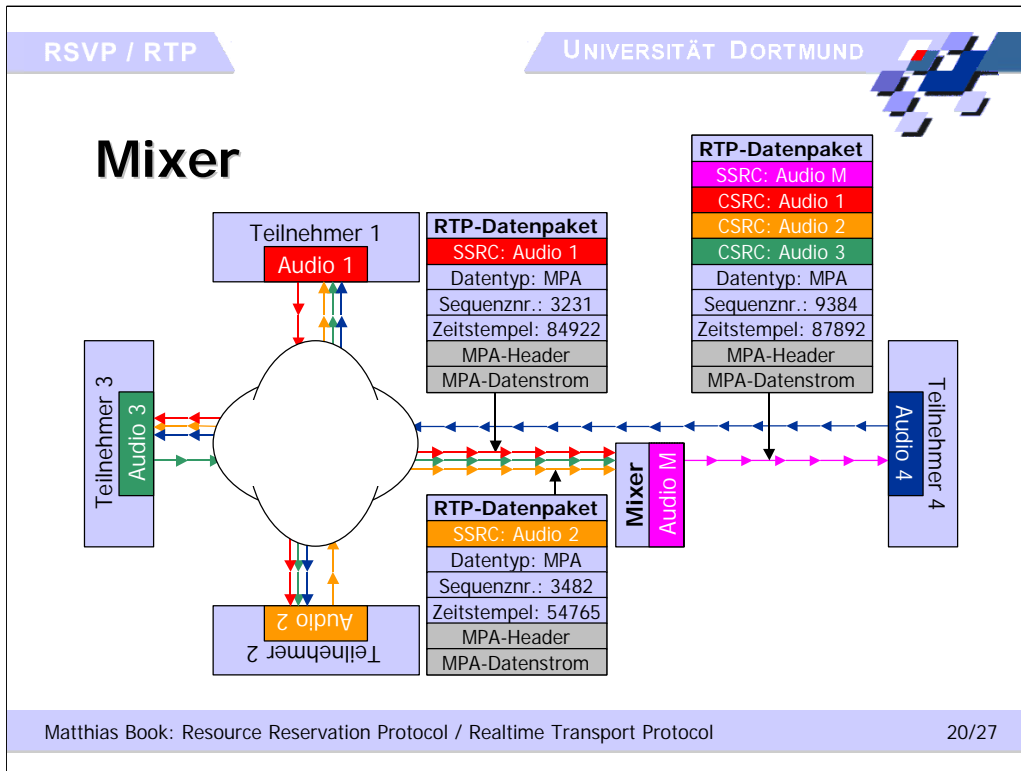 RSVP / RTP
UNIVERSITÄT DORTMUND
Mixer
RTP-Datenpaket
SSRC: Audio M
CSRC: Audio 1
CSRC: Audio 2
CSRC: Audio 3
Datentyp: MPA
Sequenznr.: 9384
Zeitstempel: 87892
MPA-Header
MPA-Datenstrom
Teilnehmer 1
Audio 1
RTP-Datenpaket
SSRC: Audio 1
Datentyp: MPA
Sequenznr.: 3231
Zeitstempel: 84922
MPA-Header
MPA-Datenstrom
Teilnehmer 3
Audio 3
Mixer
Audio M
Audio 4
Teilnehmer 4
RTP-Datenpaket
SSRC: Audio 2
Datentyp: MPA
Sequenznr.: 3482
Zeitstempel: 54765
MPA-Header
MPA-Datenstrom
Audio 2
Teilnehmer 2
Matthias Book: Resource Reservation Protocol / Realtime Transport Protocol
20/27